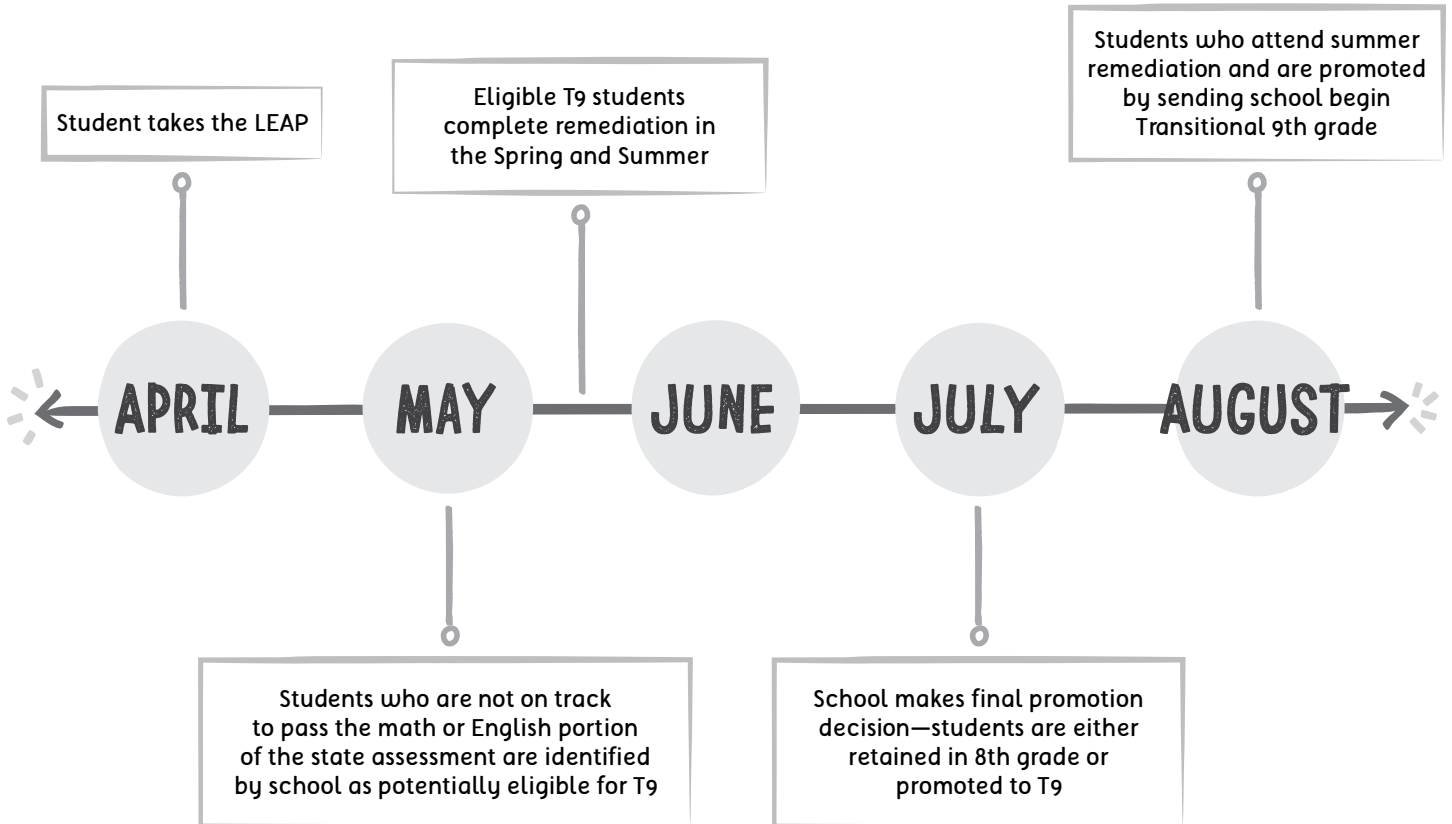 Students who attend summer
remediation and are promoted
by sending school begin
Transitional 9th grade
Eligible T9 students
complete remediation in
the Spring and Summer
Student takes the LEAP
APRIL
MAY
JUNE
JULY
AUGUST
Students who are not on track
to pass the math or English portion
of the state assessment are identified
by school as potentially eligible for T9
School makes final promotion
decision—students are either
retained in 8th grade or
promoted to T9